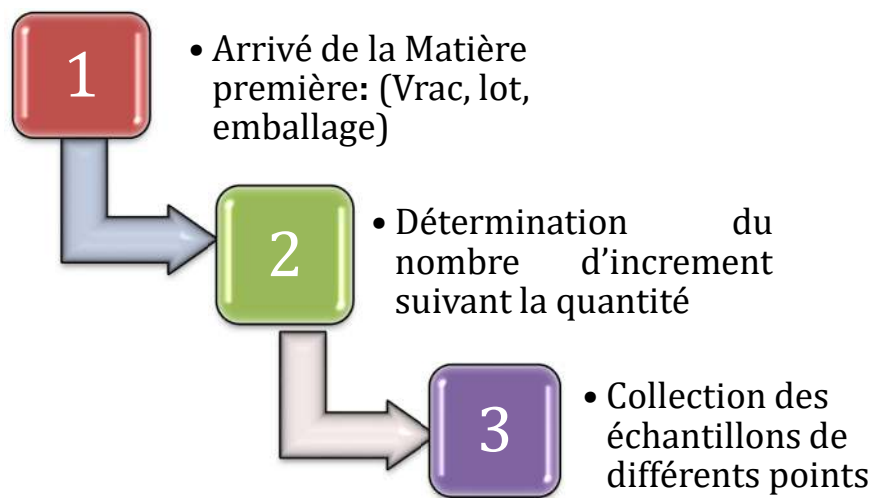 1
• Arrivé de la Matière
première: (Vrac, lot,
emballage)
2
• Détermination du
nombre d'increment
suivant la quantité
3
• Collection des
échantillons de
différents points